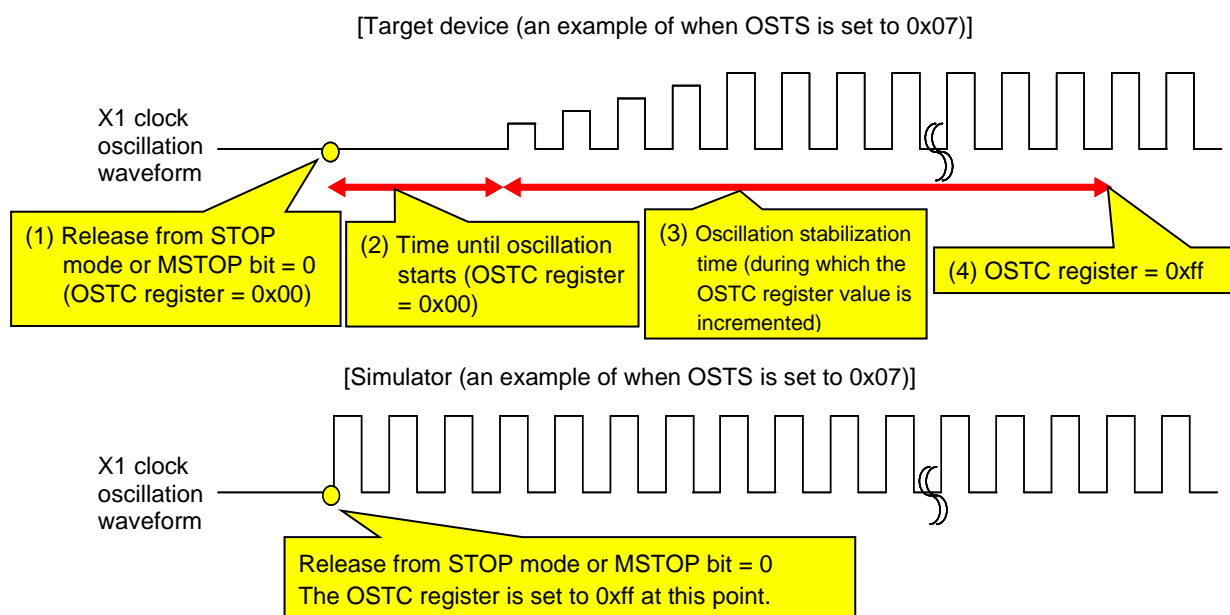 [Target device (an example of when OSTS is set to 0x07)]
X1 clock
oscillation
waveform
(1) Release from STOP
mode or MSTOP bit = 0
(OSTC register = 0x00)
(2) Time until oscillation
starts (OSTC register
= 0x00)
(3) Oscillation stabilization
time (during which the
OSTC register value is
incremented)
(4) OSTC register = 0xff
[Simulator (an example of when OSTS is set to 0x07)]
X1 clock
oscillation
waveform
Release from STOP mode or MSTOP bit = 0
The OSTC register is set to 0xff at this point.